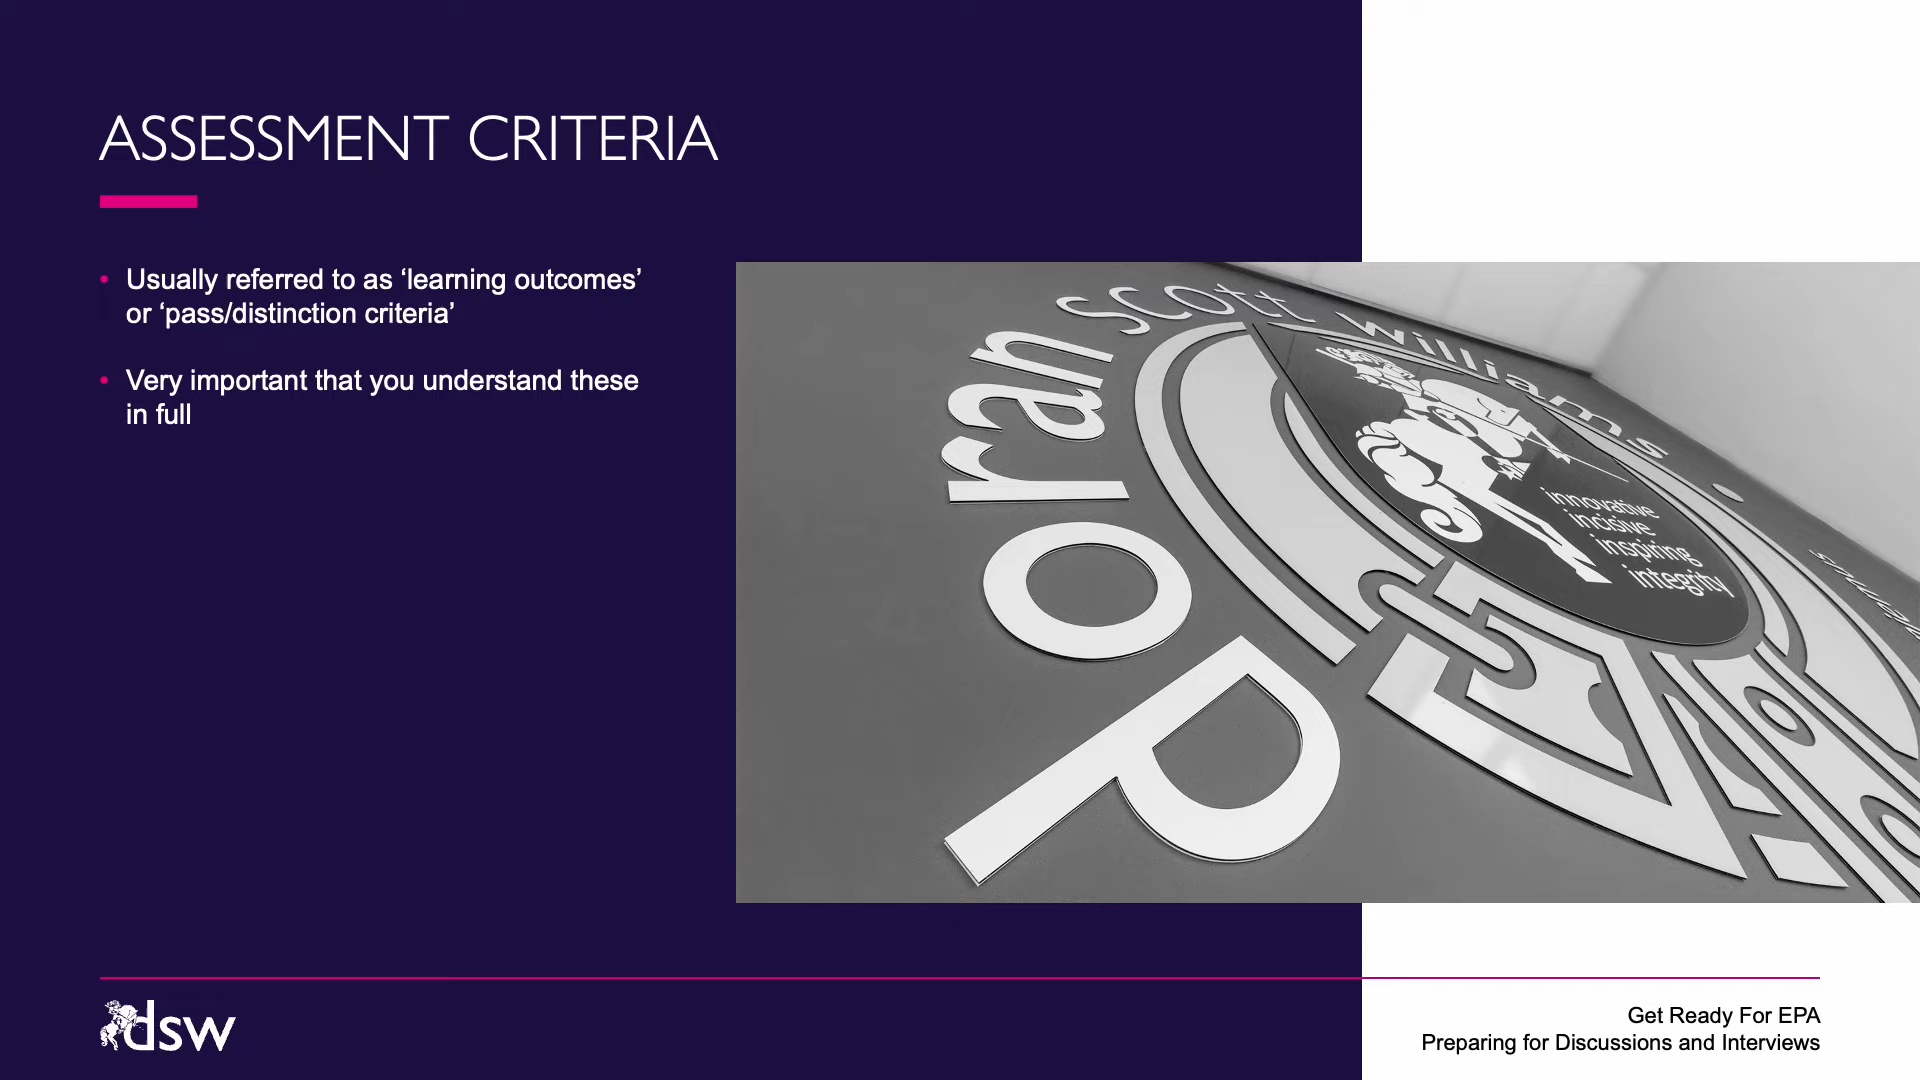 ASSESSMENT CRITERIA
• Usually referred to as ‘learning outcomes’
or ‘pass/distinction criteria’
• Very important that you understand these
in full
Doran scott williams
innovative
incisive
inspiring
integrity
dsw
Get Ready For EPA
Preparing for Discussions and Interviews